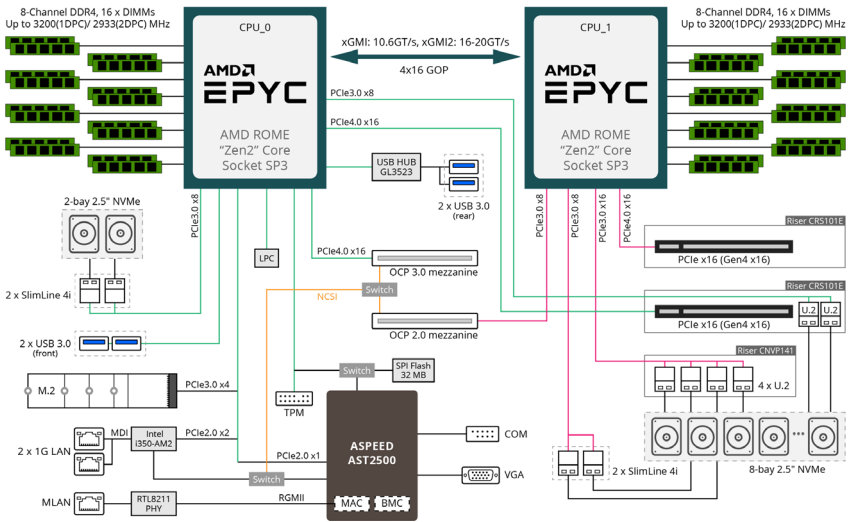 8-Channel DDR4, 16 x DIMMs
Up to 3200(1DPC)/ 2933(2DPC) MHz
CPU_0
AMD
EPYC
AMD ROME
“Zen2” Core
Socket SP3
xGMI: 10.6GT/s, xGMI2: 16-20GT/s
4x16 GOP
CPU_1
AMD
EPYC
AMD ROME
“Zen2” Core
Socket SP3
8-Channel DDR4, 16 x DIMMs
Up to 3200(1DPC)/ 2933(2DPC) MHz
PCIe3.0 x8
PCIe4.0 x16
USB HUB
GL3523
2 x USB 3.0
(rear)
2-bay 2.5" NVMe
PCIe3.0 x8
LPC
PCIe4.0 x16
OCP 3.0 mezzanine
Switch
NCSI
OCP 2.0 mezzanine
PCIe3.0 x8
PCIe3.0 x8
PCIe3.0 x16
PCIe4.0 x16
Riser CRS101E
PCIe x16 (Gen4 x16)
Riser CRS101E
PCIe x16 (Gen4 x16)
U.2
U.2
2 x SlimLine 4i
2 x USB 3.0
(front)
Riser CNVP141
4 x U.2
M.2
PCIe3.0 x4
Switch
SPI Flash
32 MB
TPM
2 x 1G LAN
MDI
Intel
i350-AM2
PCIe2.0 x2
PCIe2.0 x1
ASPEED
AST2500
COM
VGA
Switch
MLAN
RTL8211
PHY
RGMII
MAC
BMC
2 x SlimLine 4i
8-bay 2.5" NVMe